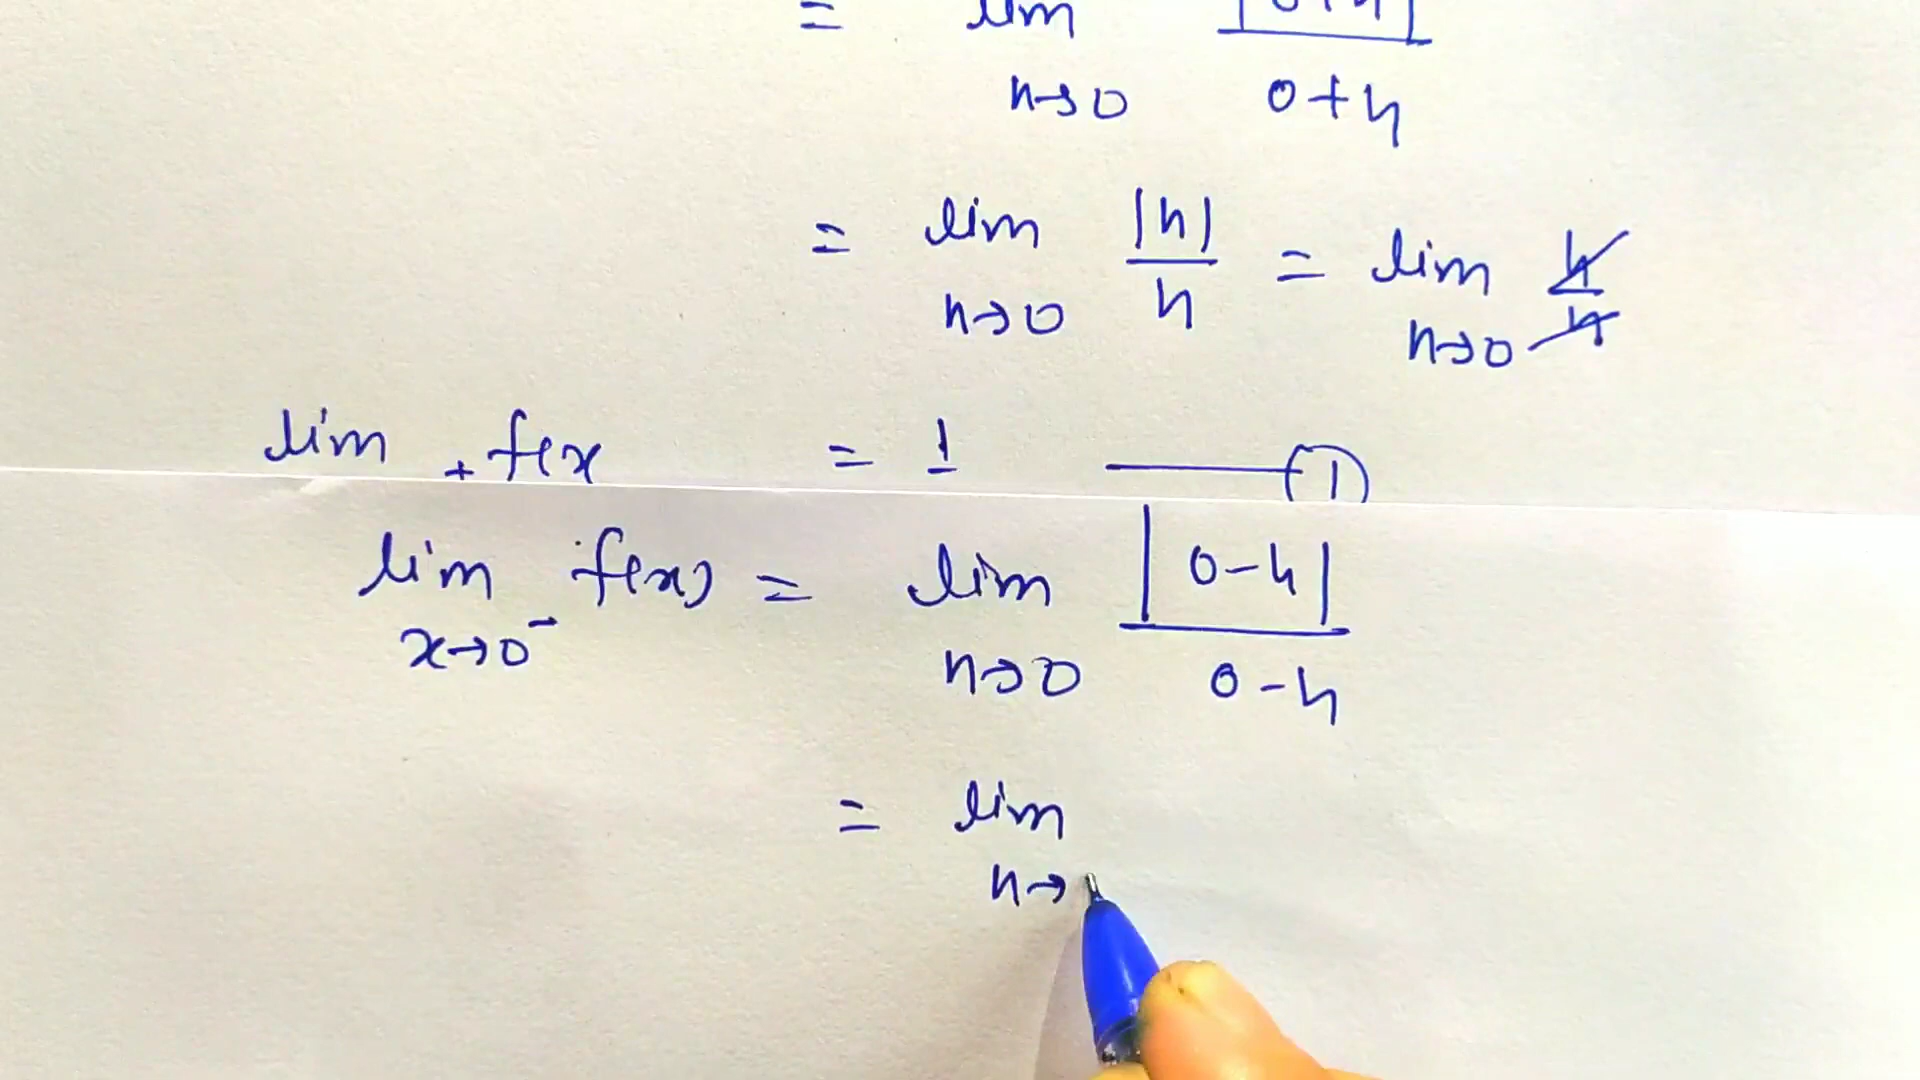 = lim |0+h|
h→0 0+h
= lim |h| = lim h
h→0 h h→0 h
lim + f(x = 1 ①
lim f(x) = lim |0-h|
x→0⁻ h→0 0-h
= lim
h→